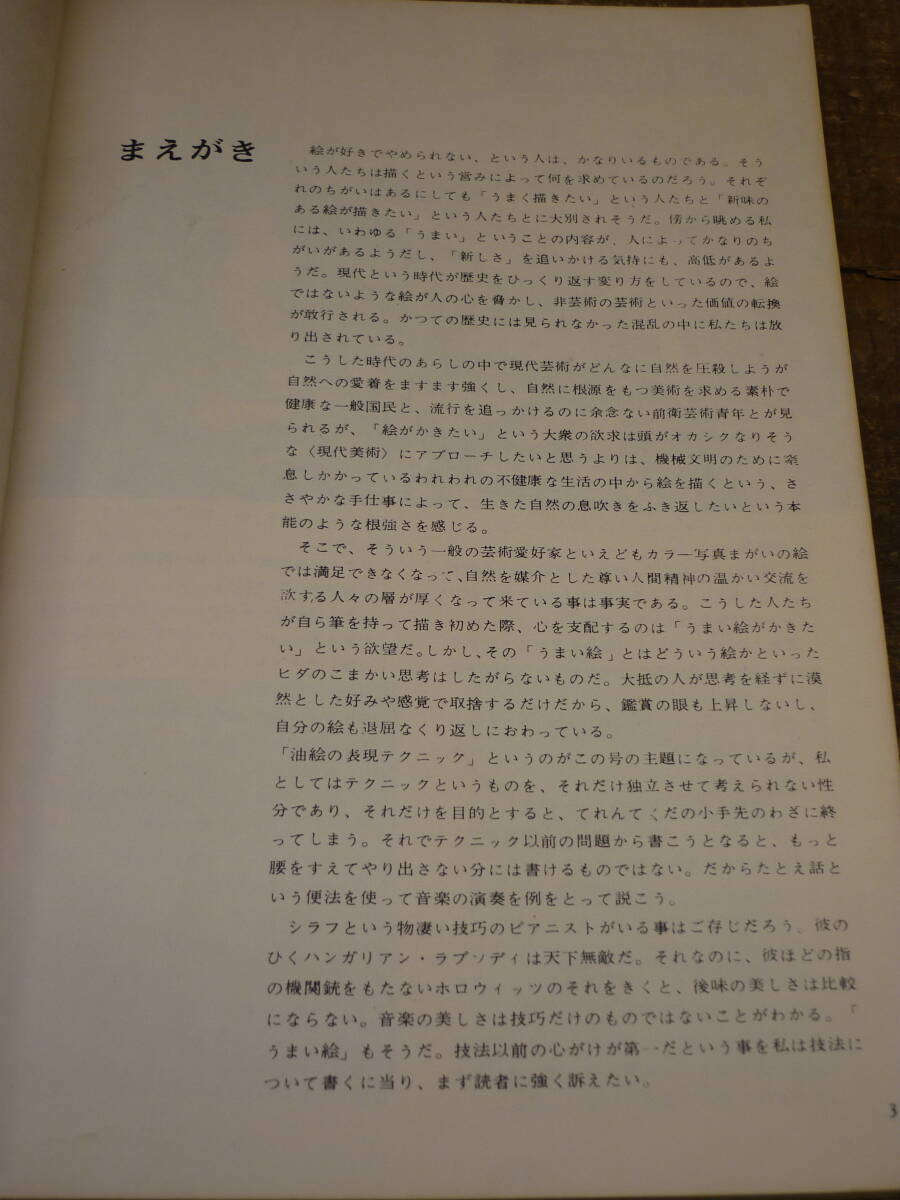 まえがき
絵が好きでやめられない、という人は、かなりいるものである。そう
いう人たちは描くという営みによって何を求めているのだろう。それぞ
れのちがいはあるにしても「うまく描きたい」という人たちと「新味の
ある絵が描きたい」という人たちとに大別されそうだ。傍から眺める私
には、いわゆる「うまい」ということの内容が、人によってかなりのち
がいがあるようだし、「新しさ」を追いかける気持にも、高低があるよ
うだ。現代という時代が歴史をひっくり返す変り方をしているので、絵
ではないような絵が人の心を脅かし、非芸術の芸術といった価値の転換
が敢行される。かつての歴史には見られなかった混乱の中に私たちは放
り出されている。
こうした時代のあらしの中で現代芸術がどんなに自然を圧殺しようが
自然への愛着をますます強くし、自然に根源をもつ美術を求める素朴で
健康な一般国民と、流行を追っかけるのに余念ない前衛芸術青年とが見
られるが、「絵がかきたい」という大衆の欲求は頭がオカシクなりそう
な〈現代美術〉にアプローチしたいと思うよりは、機械文明のために窒
息しかかっているわれわれの不健康な生活の中から絵を描くという、さ
さやかな手仕事によって、生きた自然の息吹きをふき返したいという本
能のような根強さを感じる。
そこで、そういう一般の芸術愛好家といえどもカラー写真まがいの絵
では満足できなくなって、自然を媒介とした尊い人間精神の温かい交流を
欲する人々の層が厚くなって来ている事は事実である。こうした人たち
が自ら筆を持って描き初めた際、心を支配するのは「うまい絵がかきた
い」という欲望だ。しかし、その「うまい絵」とはどういう絵かといった
ヒダのこまかい思考はしたがらないものだ。大抵の人が思考を経ずに漠
然とした好みや感覚で取捨するだけだから、鑑賞の眼も上昇しないし、
自分の絵も退屈なくり返しにおわっている。
「油絵の表現テクニック」というのがこの号の主題になっているが、私
としてはテクニックというものを、それだけ独立させて考えられない性
分であり、それだけを目的とすると、てれんてくだの小手先のわざに終
ってしまう。それでテクニック以前の問題から書こうとなると、もっと
腰をすえてやり出さない分には書けるものではない。だからたとえ話と
いう便法を使って音楽の演奏を例をとって説こう。
シラフという物凄い技巧のピアニストがいる事はご存じだろう。彼の
ひくハンガリアン・ラプソディは天下無敵だ。それなのに、彼ほどの指
の機関銃をもたないホロウィッツのそれをきくと、後味の美しさは比較
にならない。音楽の美しさは技巧だけのものではないことがわかる。「
うまい絵」もそうだ。技法以前の心がけが第一だという事を私は技法に
ついて書くに当り、まず読者に強く訴えたい。
3